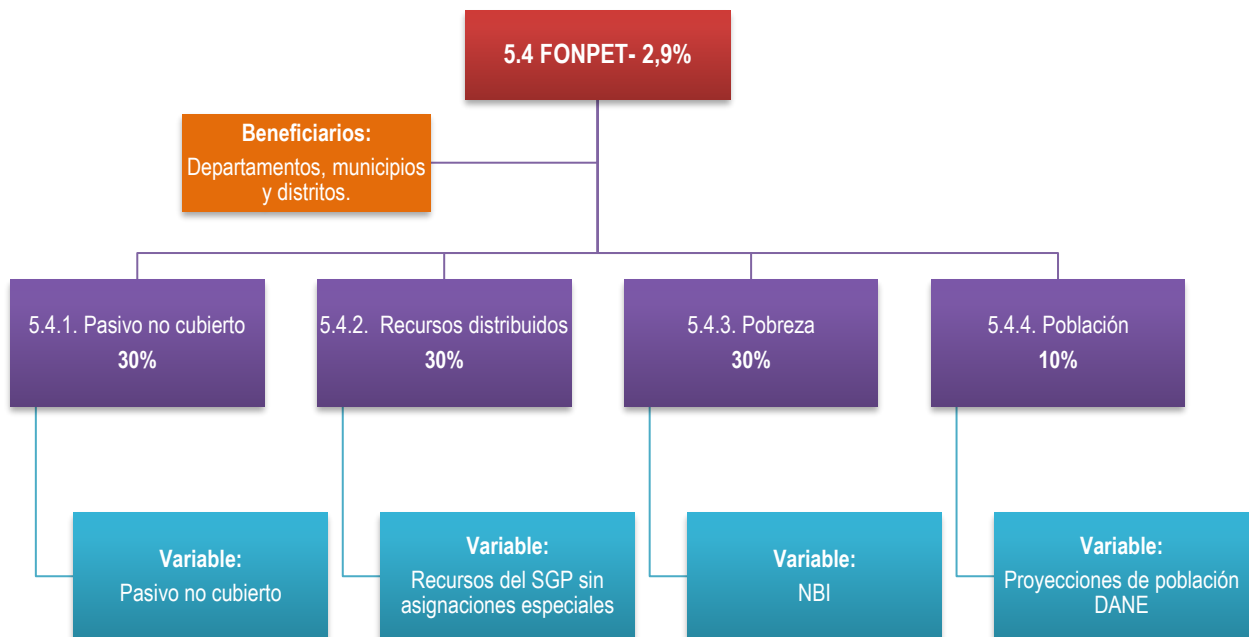 5.4 FONPET- 2,9%
Beneficiarios:
Departamentos, municipios
y distritos.
5.4.1. Pasivo no cubierto
30%
5.4.2. Recursos distribuidos
30%
5.4.3. Pobreza
30%
5.4.4. Población
10%
Variable:
Pasivo no cubierto
Variable:
Recursos del SGP sin
asignaciones especiales
Variable:
NBI
Variable:
Proyecciones de población
DANE